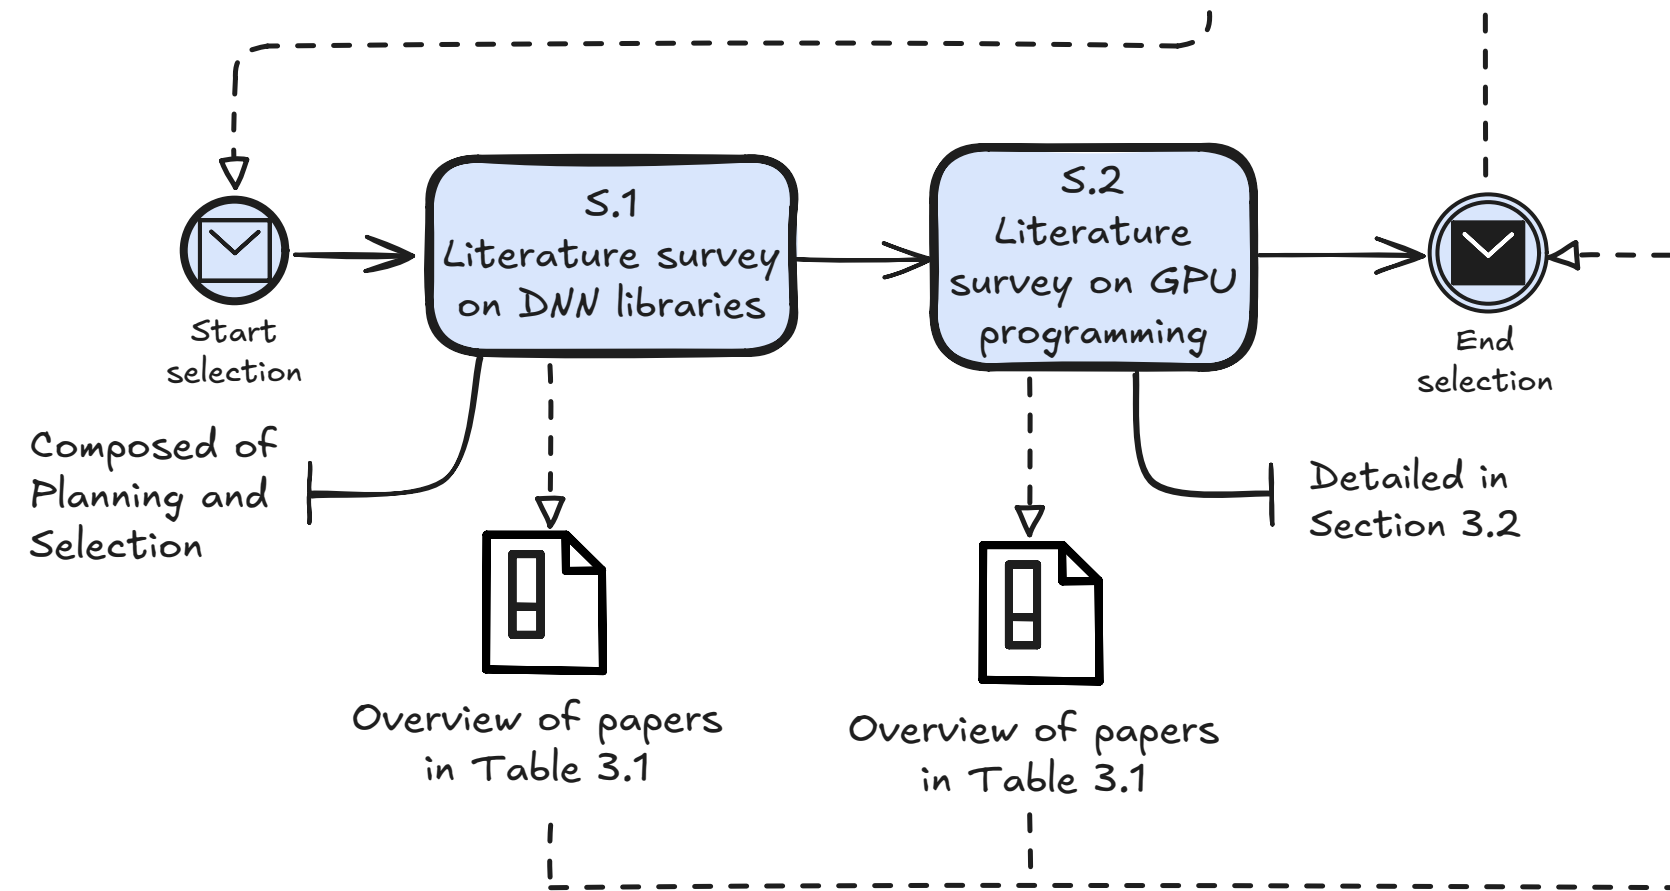 S.1
Literature survey
on DNN libraries
S.2
Literature
survey on GPU
programming
Start
selection
End
selection
Composed of
Planning and
Selection
Detailed in
Section 3.2
Overview of papers
in Table 3.1
Overview of papers
in Table 3.1